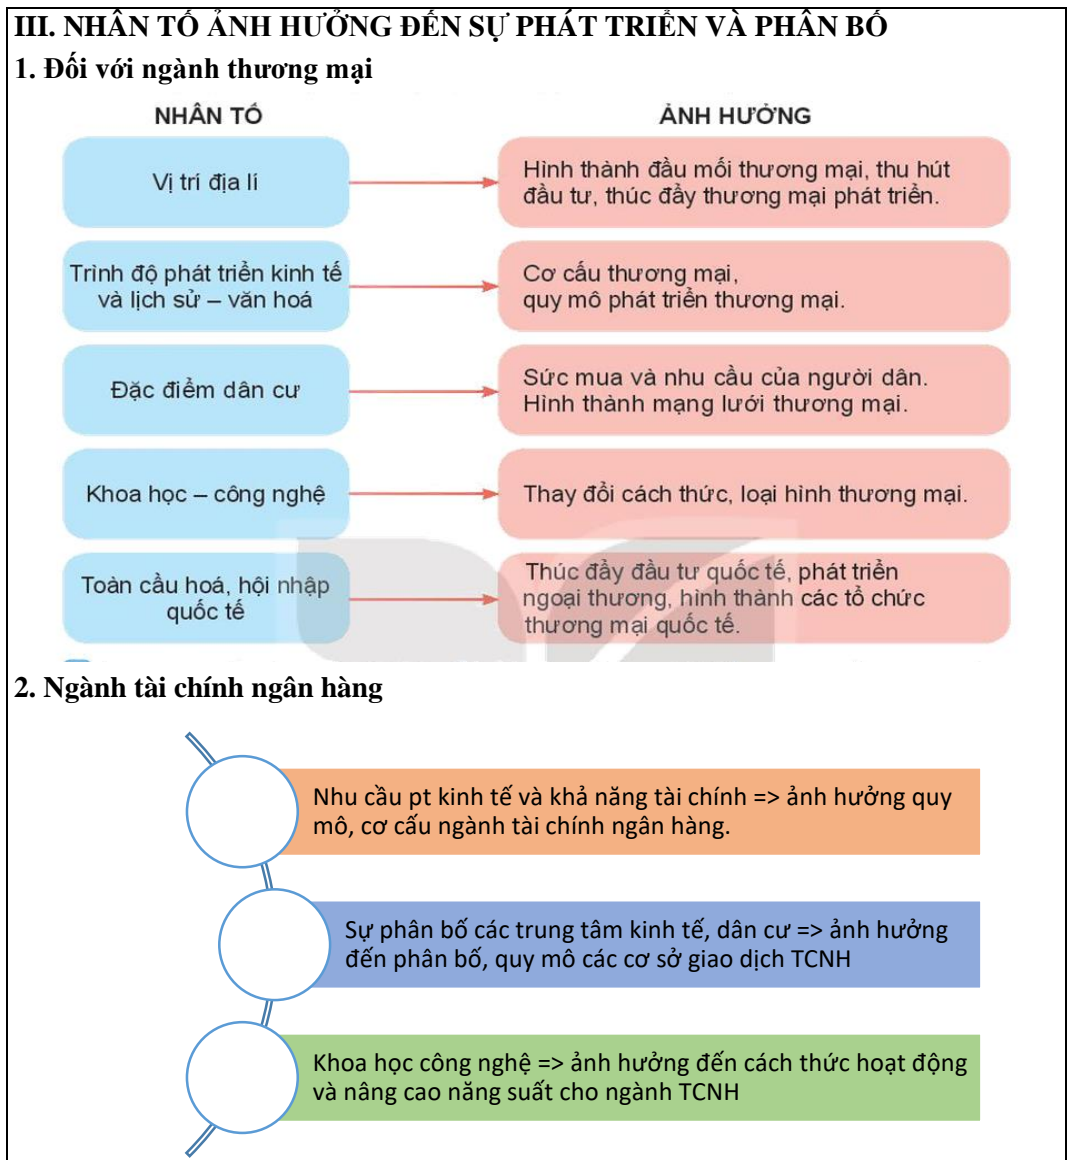 III. NHÂN TỐ ẢNH HƯỞNG ĐẾN SỰ PHÁT TRIỂN VÀ PHÂN BỐ
1. Đối với ngành thương mại
NHÂN TỐ
ẢNH HƯỞNG
Vị trí địa lí
Hình thành đầu mối thương mại, thu hút
đầu tư, thúc đẩy thương mại phát triển.
Trình độ phát triển kinh tế
và lịch sử – văn hoá
Cơ cấu thương mại,
quy mô phát triển thương mại.
Đặc điểm dân cư
Sức mua và nhu cầu của người dân.
Hình thành mạng lưới thương mại.
Khoa học – công nghệ
Thay đổi cách thức, loại hình thương mại.
Toàn cầu hoá, hội nhập
quốc tế
Thúc đẩy đầu tư quốc tế, phát triển
ngoại thương, hình thành các tổ chức
thương mại quốc tế.
2. Ngành tài chính ngân hàng
Nhu cầu pt kinh tế và khả năng tài chính => ảnh hưởng quy
mô, cơ cấu ngành tài chính ngân hàng.
Sự phân bố các trung tâm kinh tế, dân cư => ảnh hưởng
đến phân bố, quy mô các cơ sở giao dịch TCNH
Khoa học công nghệ => ảnh hưởng đến cách thức hoạt động
và nâng cao năng suất cho ngành TCNH